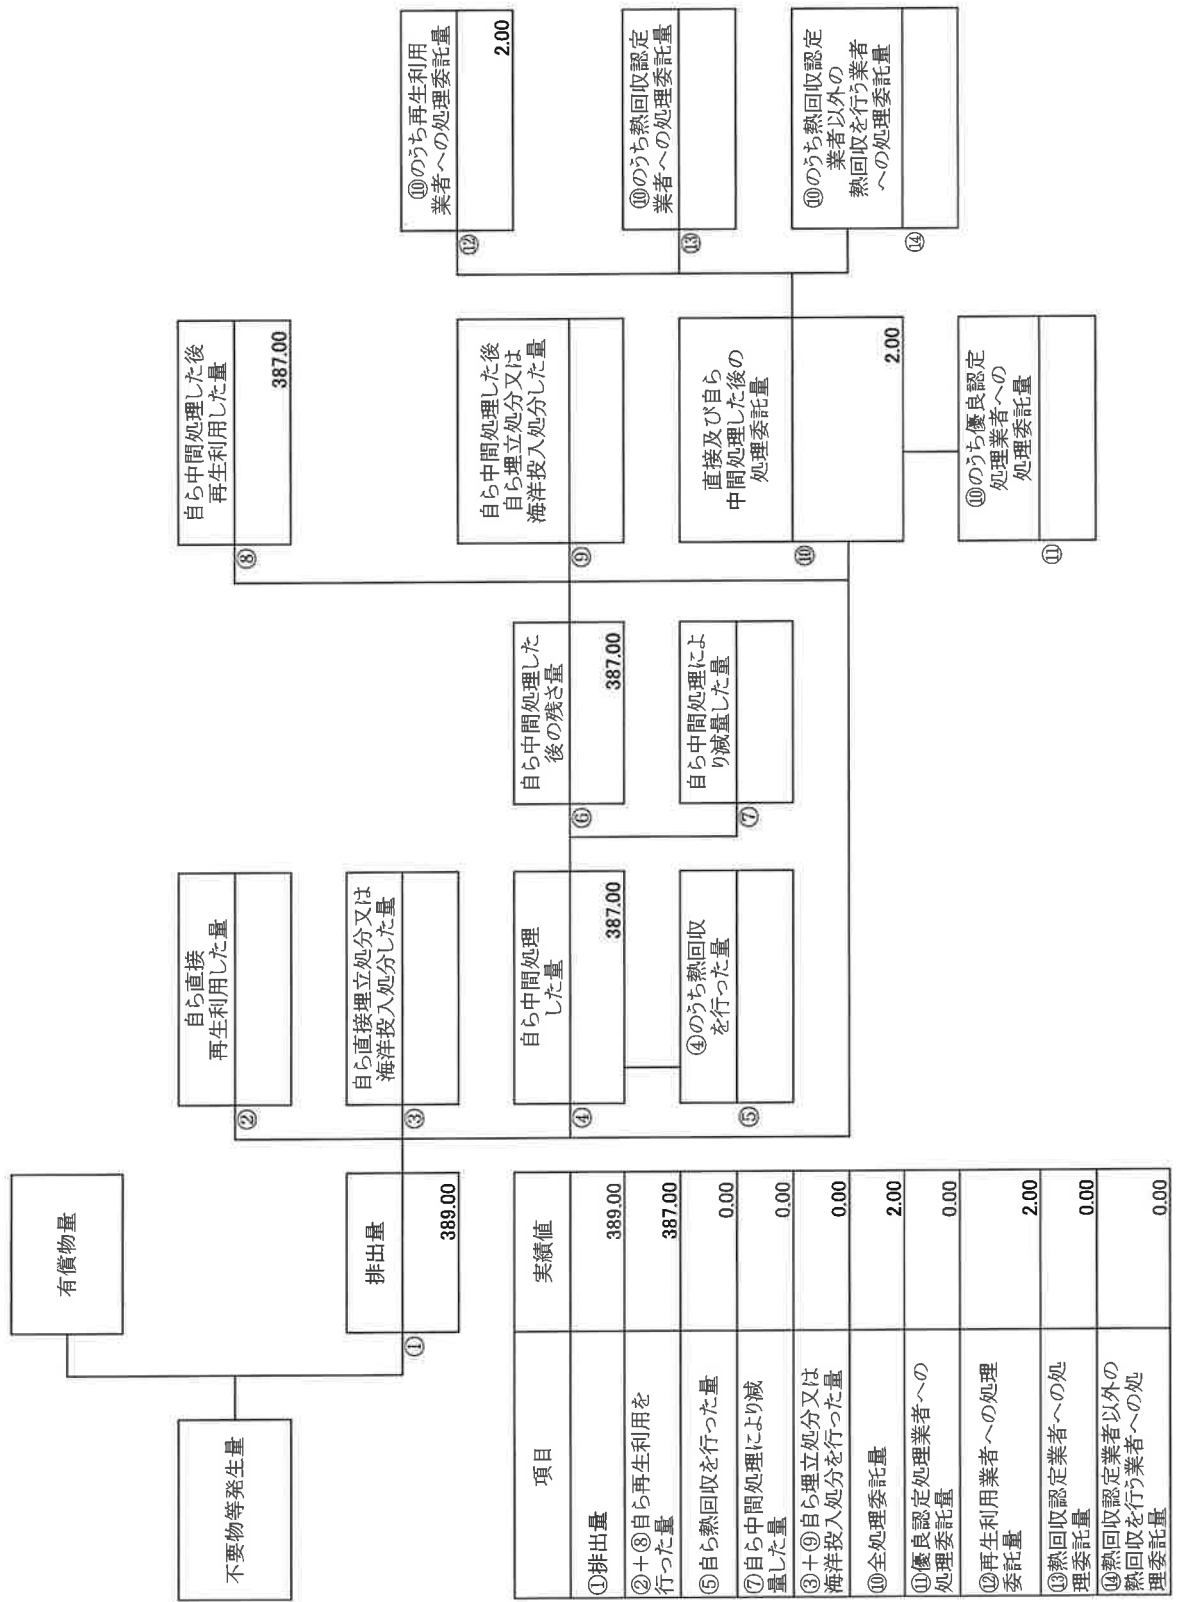 不要物等発生量
有償物量
①
排出量
389.00
②
自ら直接
再生利用した量
③
自ら直接埋立処分又は
海洋投入処分した量
④
自ら中間処理
した量
387.00
⑤
④のうち熱回収
を行った量
⑥
自ら中間処理した
後の残さ量
387.00
⑦
自ら中間処理によ
り減量した量
⑧
自ら中間処理した後
再生利用した量
387.00
⑨
自ら中間処理した後
自ら埋立処分又は
海洋投入処分した量
⑩
直接及び自ら
中間処理した後の
処理委託量
2.00
⑪
⑩のうち優良認定
処理業者への
処理委託量
⑫
⑩のうち再生利用
業者への処理委託量
2.00
⑬
⑩のうち熱回収認定
業者への処理委託量
⑭
⑩のうち熱回収認定
業者以外の
熱回収を行う業者
への処理委託量
項目 実績値
①排出量 389.00
②+⑧自ら再生利用を
行った量 387.00
⑤自ら熱回収を行った量 0.00
⑦自ら中間処理により減
量した量 0.00
③+⑨自ら埋立処分又は
海洋投入処分を行った量 0.00
⑩全処理委託量 2.00
⑪優良認定処理業者への
処理委託量 0.00
⑫再生利用業者への処理
委託量 2.00
⑬熱回収認定業者への処
理委託量 0.00
⑭熱回収認定業者以外の
熱回収を行う業者への処
理委託量 0.00